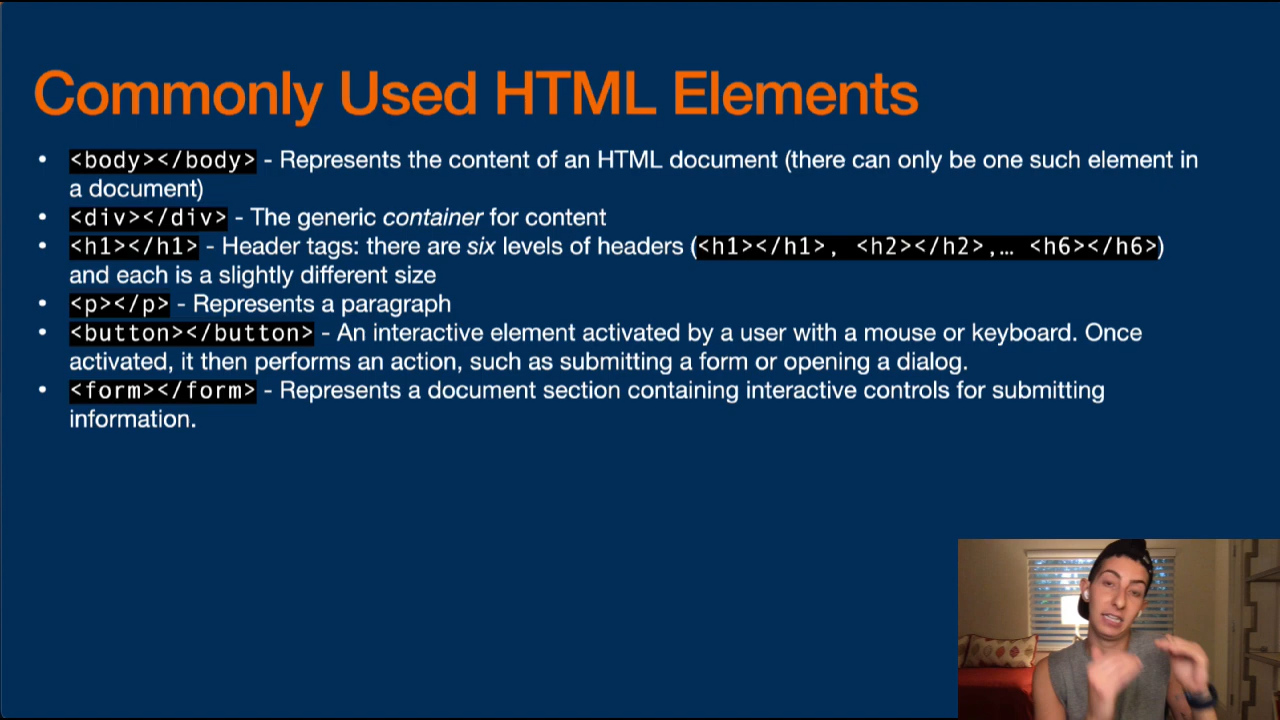 Commonly Used HTML Elements
• <body></body> - Represents the content of an HTML document (there can only be one such element in
a document)
• <div></div> - The generic container for content
• <h1></h1> - Header tags: there are six levels of headers (<h1></h1>, <h2></h2>,… <h6></h6>)
and each is a slightly different size
• <p></p> - Represents a paragraph
• <button></button> - An interactive element activated by a user with a mouse or keyboard. Once
activated, it then performs an action, such as submitting a form or opening a dialog.
• <form></form> - Represents a document section containing interactive controls for submitting
information.